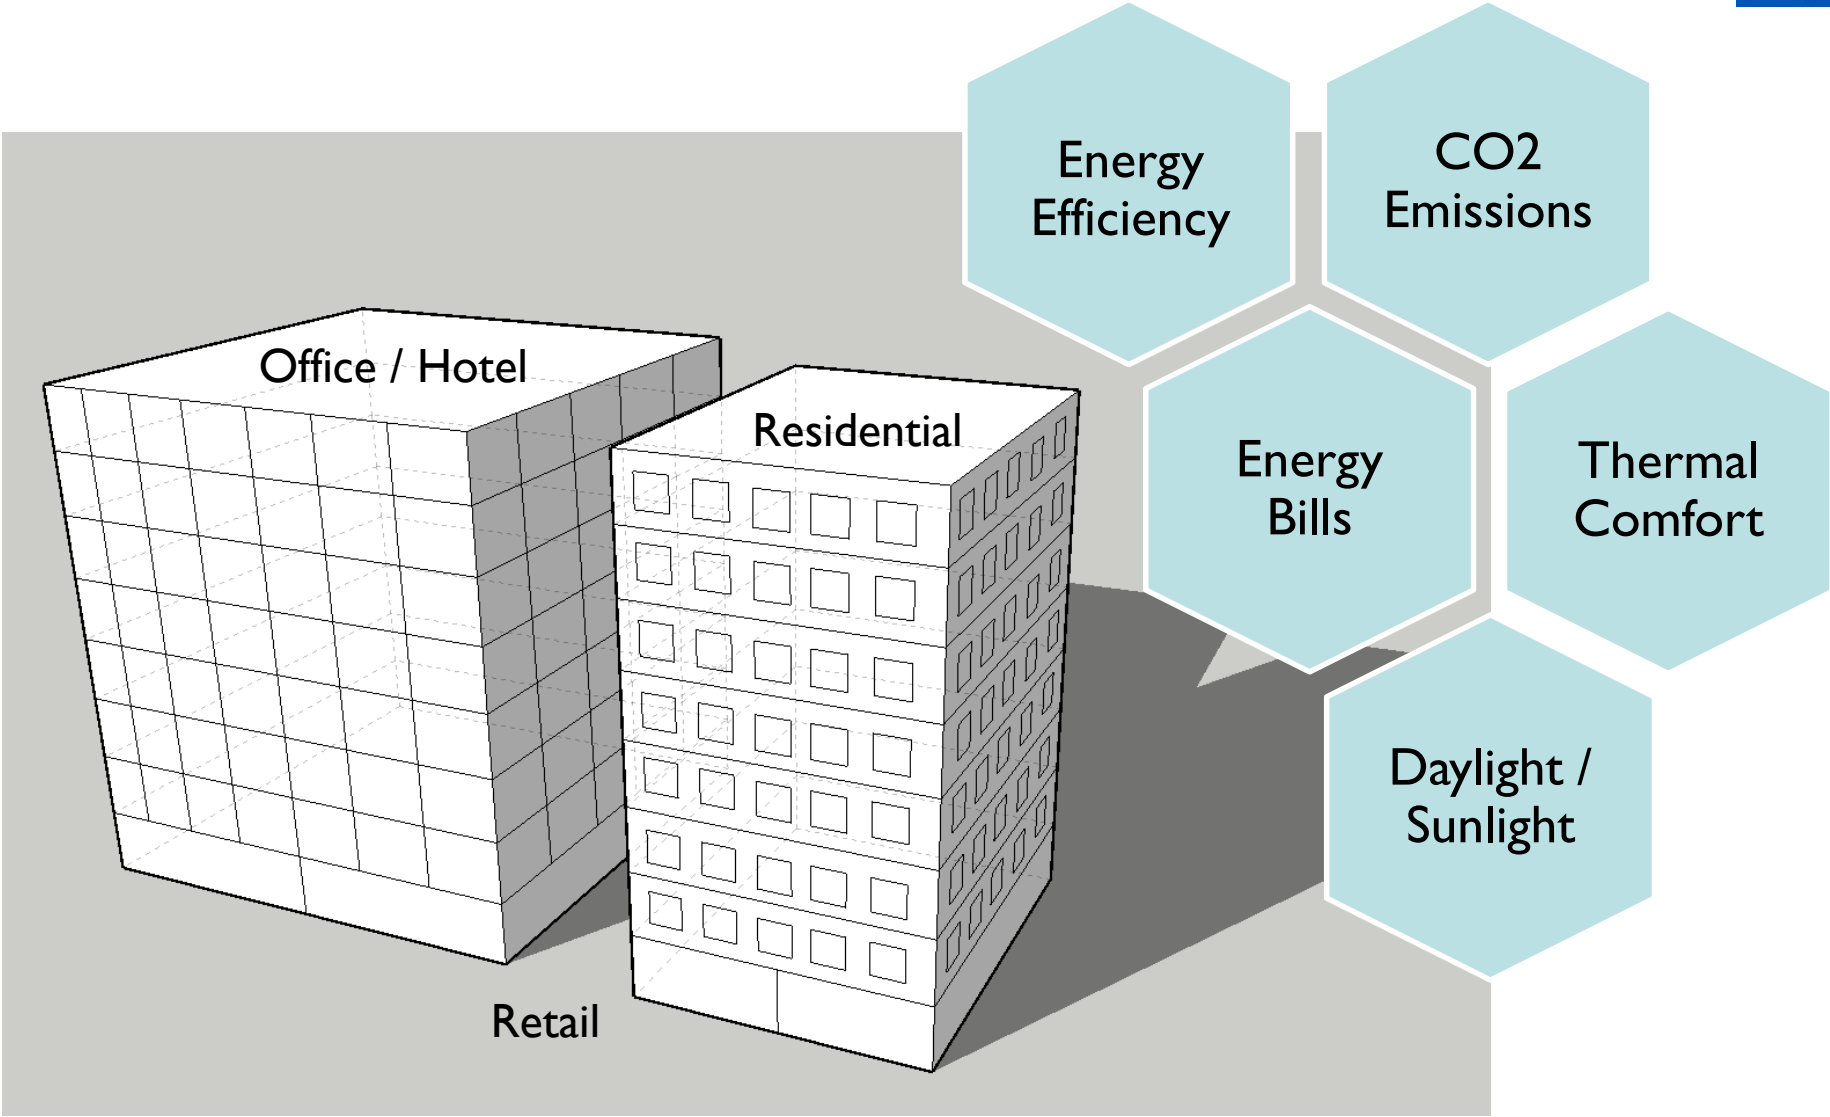 Energy
Efficiency
CO2
Emissions
Office / Hotel
Residential
Energy
Bills
Thermal
Comfort
Daylight /
Sunlight
Retail